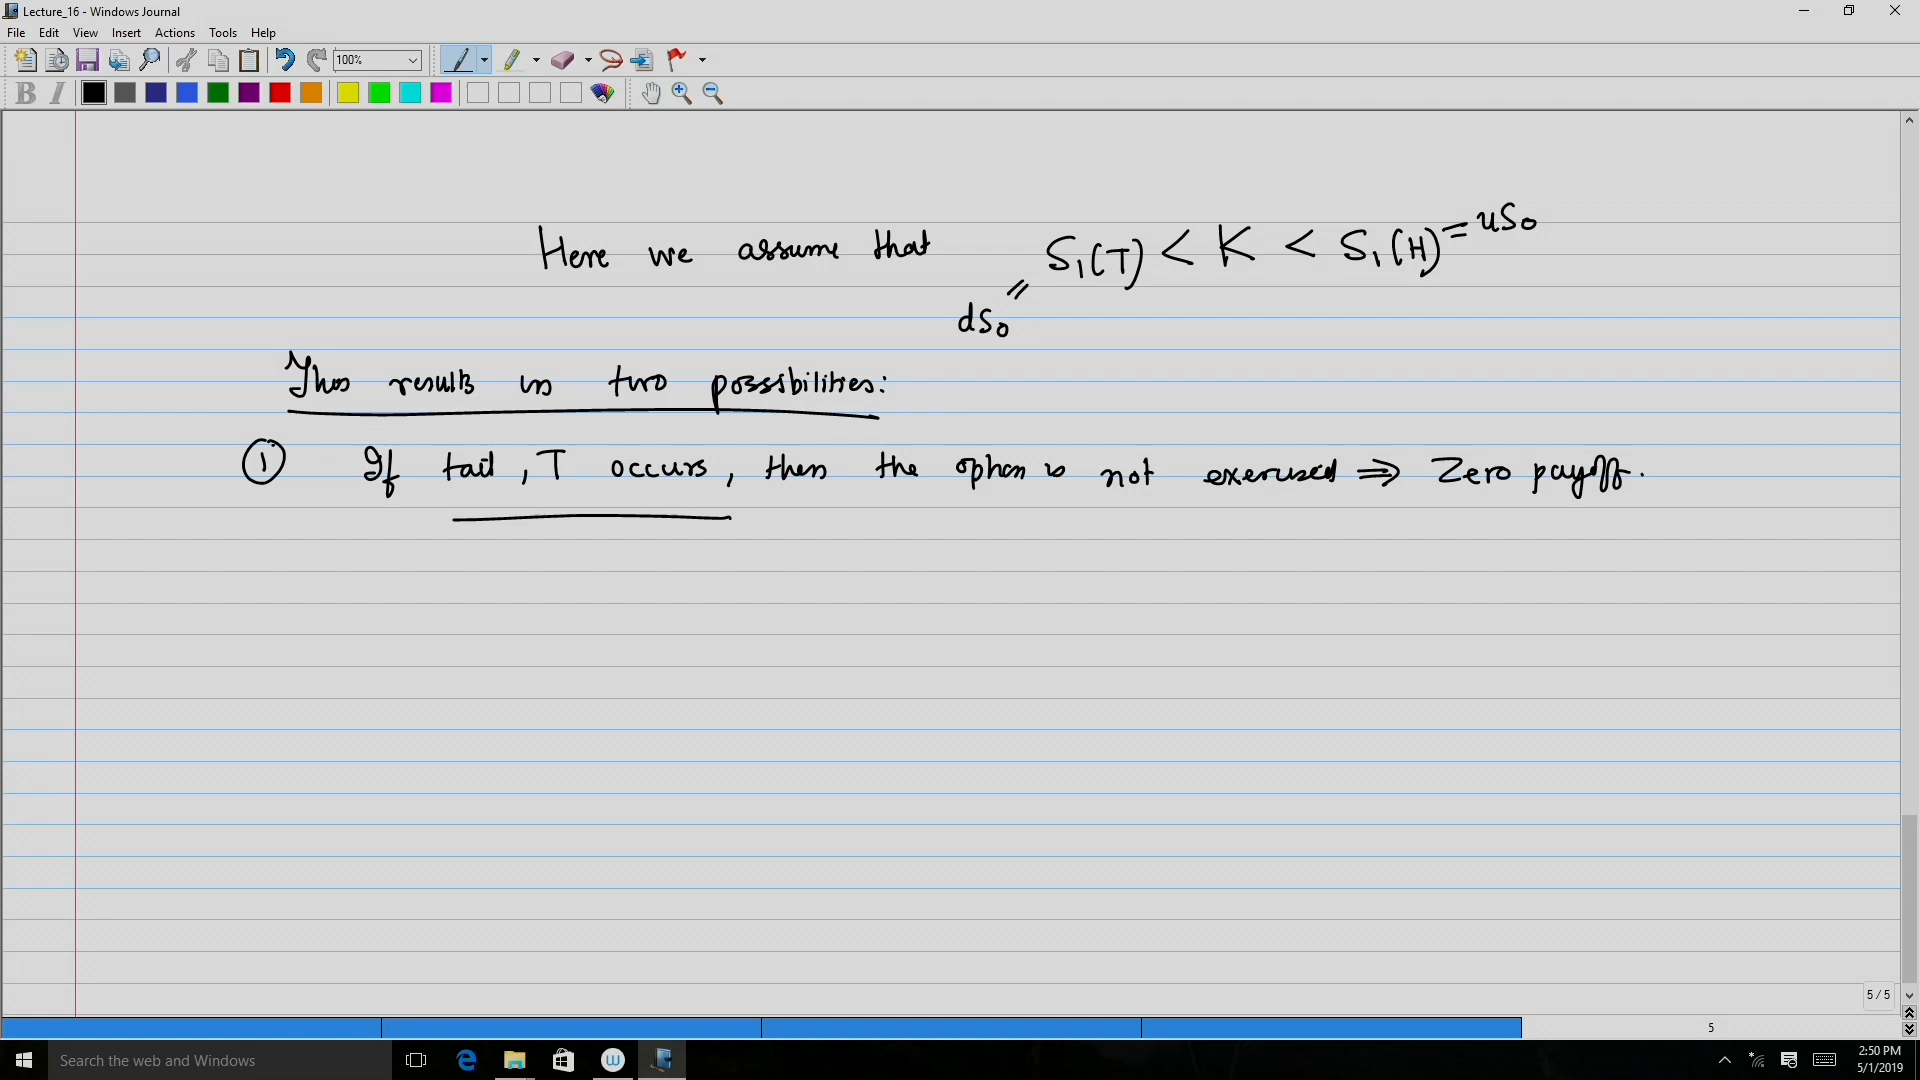 Lecture_16 - Windows Journal
File Edit View Insert Actions Tools Help
100%
B I
Here we assume that S₁(T) < K < S₁(H) = uS₀
= dS₀
This results in two possibilities:
① If tail, T occurs, then the option is not exercised ⇒ Zero payoff.
5 / 5
5
Search the web and Windows
2:50 PM
5/1/2019